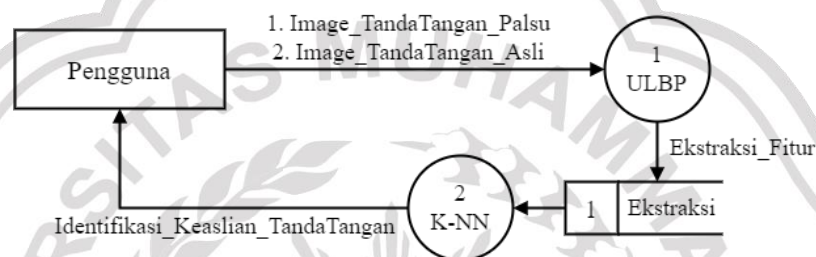 1. Image_TandaTangan_Palsu
2. Image_TandaTangan_Asli
Pengguna
1
ULBP
Ekstraksi_Fitur
1
Ekstraksi
2
K-NN
Identifikasi_Keaslian_TandaTangan